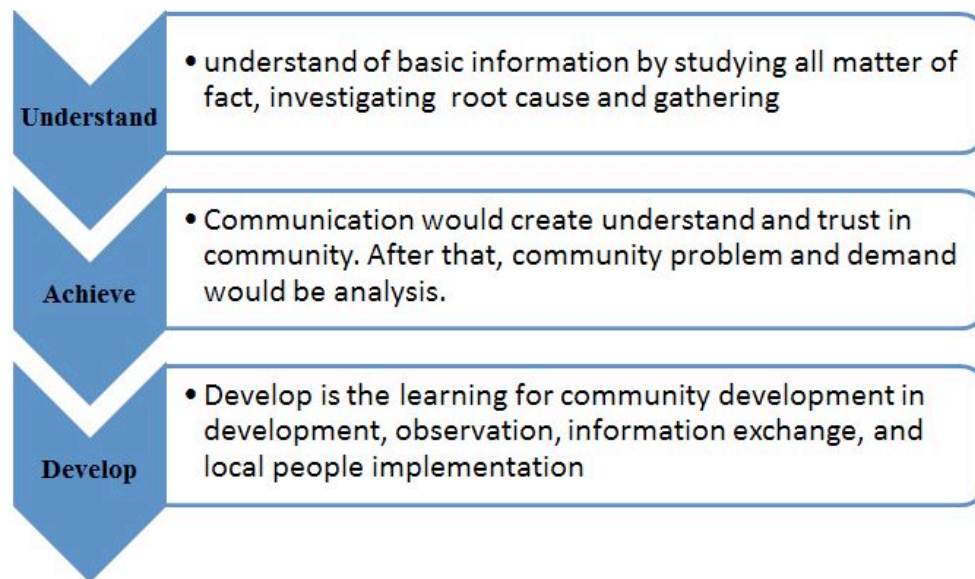 Understand
• understand of basic information by studying all matter of
fact, investigating root cause and gathering
Achieve
• Communication would create understand and trust in
community. After that, community problem and demand
would be analysis.
Develop
• Develop is the learning for community development in
development, observation, information exchange, and
local people implementation